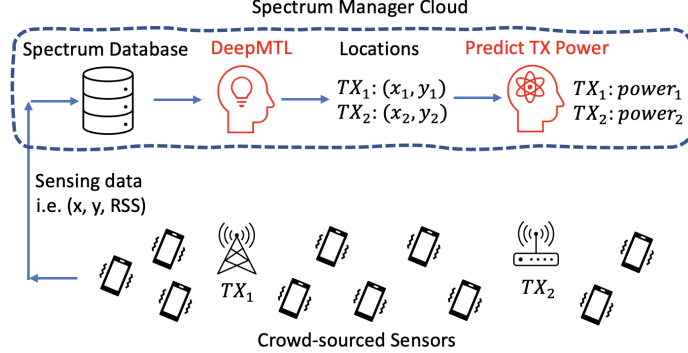 Spectrum Manager Cloud
Spectrum Database
DeepMTL
Locations
Predict TX Power
TX₁: (x₁, y₁)
TX₂: (x₂, y₂)
TX₁: power₁
TX₂: power₂
Sensing data
i.e. (x, y, RSS)
TX₁
TX₂
Crowd-sourced Sensors